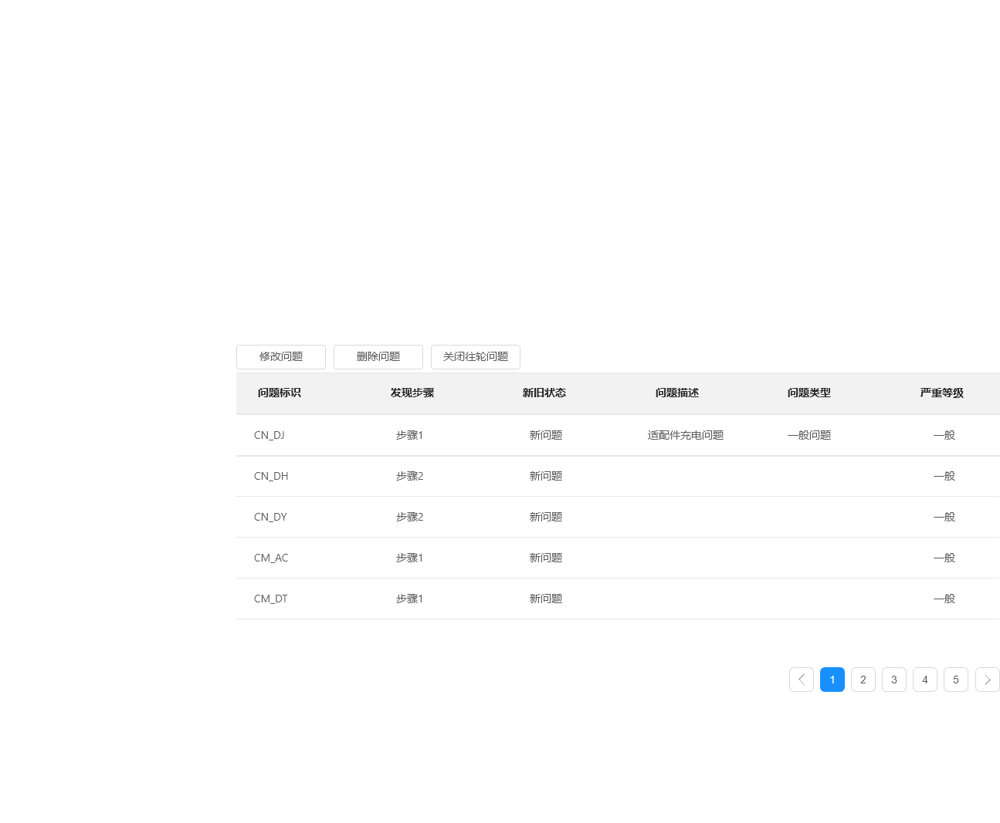 修改问题 删除问题 关闭往轮问题
问题标识 发现步骤 新旧状态 问题描述 问题类型 严重等级
CN_DJ 步骤1 新问题 适配件充电问题 一般问题 一般
CN_DH 步骤2 新问题 一般
CN_DY 步骤2 新问题 一般
CM_AC 步骤1 新问题 一般
CM_DT 步骤1 新问题 一般
1 2 3 4 5